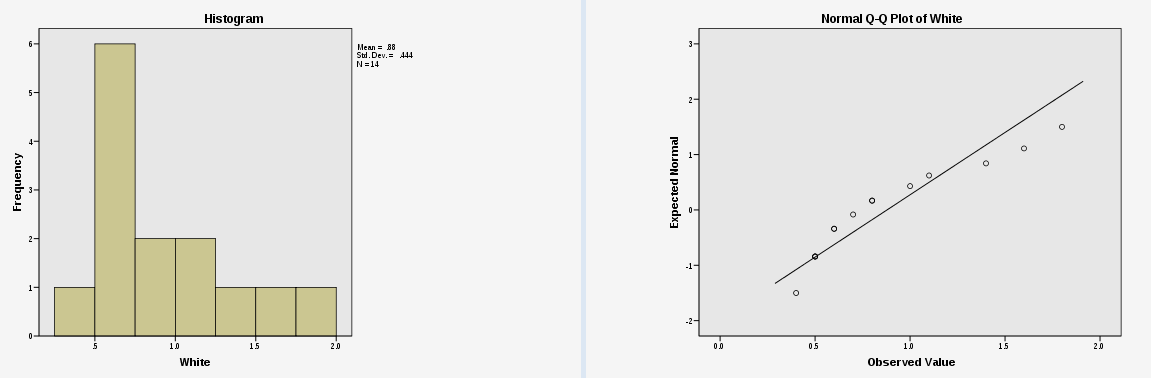 Histogram
6
5
4
3
2
1
0
.5
1.0
1.5
2.0
Frequency
White
Mean = .88
Std. Dev. = .444
N =14
Normal Q-Q Plot of White
3
2
1
0
-1
-2
0.0
0.5
1.0
1.5
2.0
Expected Normal
Observed Value